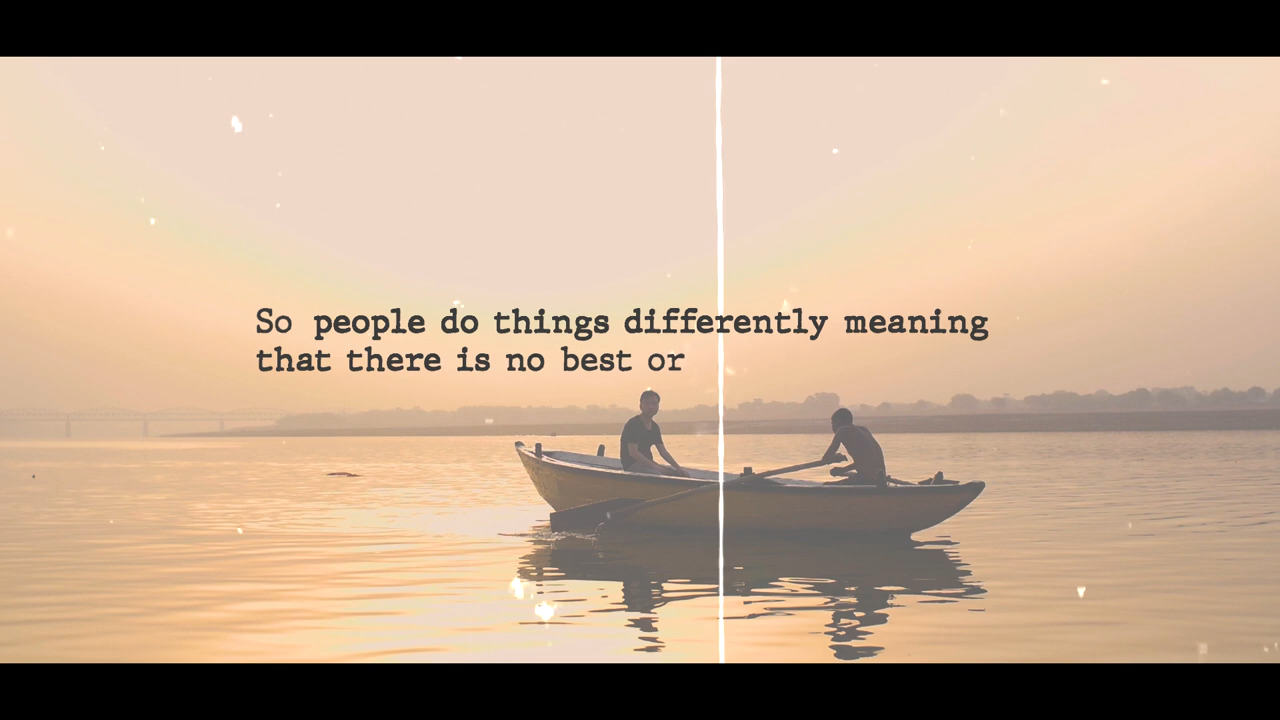 So people do things differently meaning
that there is no best or